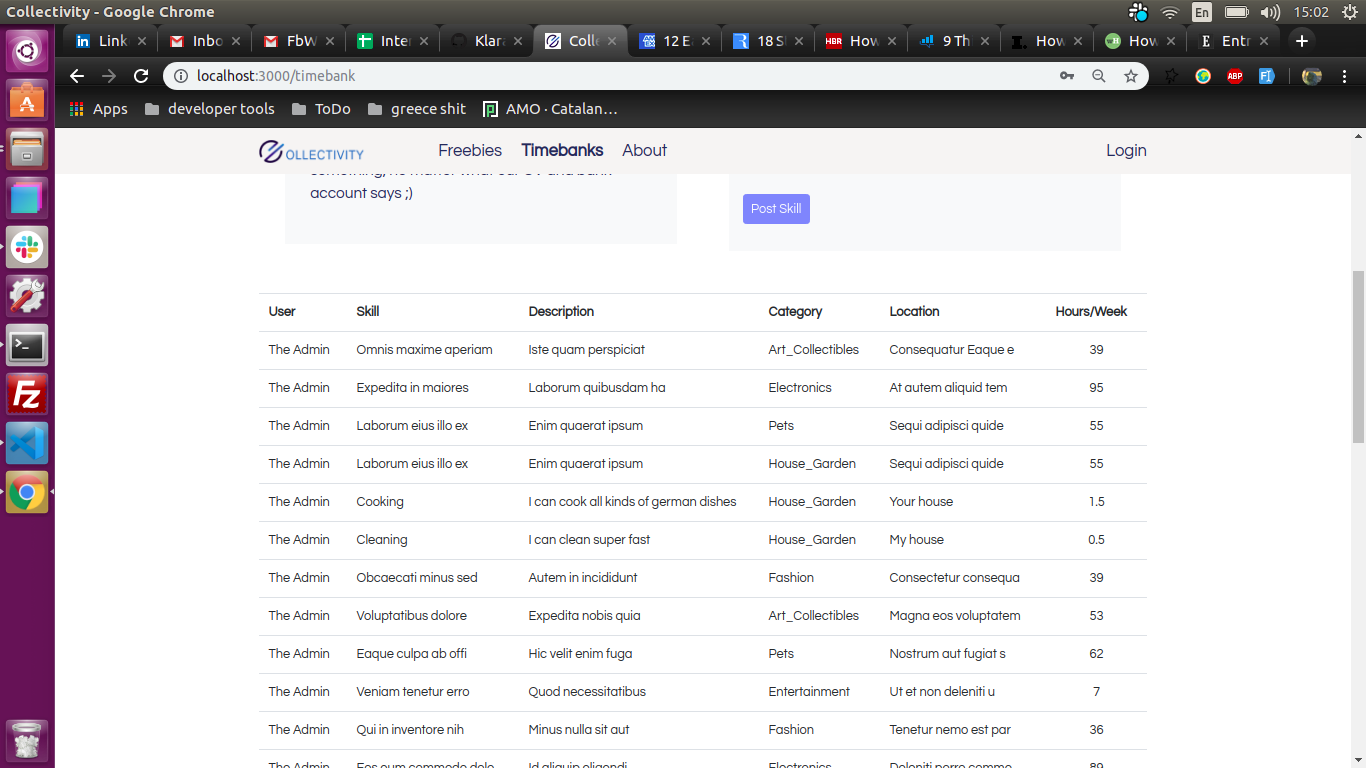 Collectivity - Google Chrome En 15:02
Link Inbo FbW Inte Klar Colle 12 E 18 S HBR How 9 Th How How E Entr
localhost:3000/timebank ABP
Apps developer tools ToDo greece shit AMO · Catalan…
OLLECTIVITY Freebies Timebanks About Login
account says ;)
Post Skill
User Skill Description Category Location Hours/Week
The Admin Omnis maxime aperiam Iste quam perspiciat Art_Collectibles Consequatur Eaque e 39
The Admin Expedita in maiores Laborum quibusdam ha Electronics At autem aliquid tem 95
The Admin Laborum eius illo ex Enim quaerat ipsum Pets Sequi adipisci quide 55
The Admin Laborum eius illo ex Enim quaerat ipsum House_Garden Sequi adipisci quide 55
The Admin Cooking I can cook all kinds of german dishes House_Garden Your house 1.5
The Admin Cleaning I can clean super fast House_Garden My house 0.5
The Admin Obcaecati minus sed Autem in incididunt Fashion Consectetur consequa 39
The Admin Voluptatibus dolore Expedita nobis quia Art_Collectibles Magna eos voluptatem 53
The Admin Eaque culpa ab offi Hic velit enim fuga Pets Nostrum aut fugiat s 62
The Admin Veniam tenetur erro Quod necessitatibus Entertainment Ut et non deleniti u 7
The Admin Qui in inventore nih Minus nulla sit aut Fashion Tenetur nemo est par 36
The Admin Electronics 89